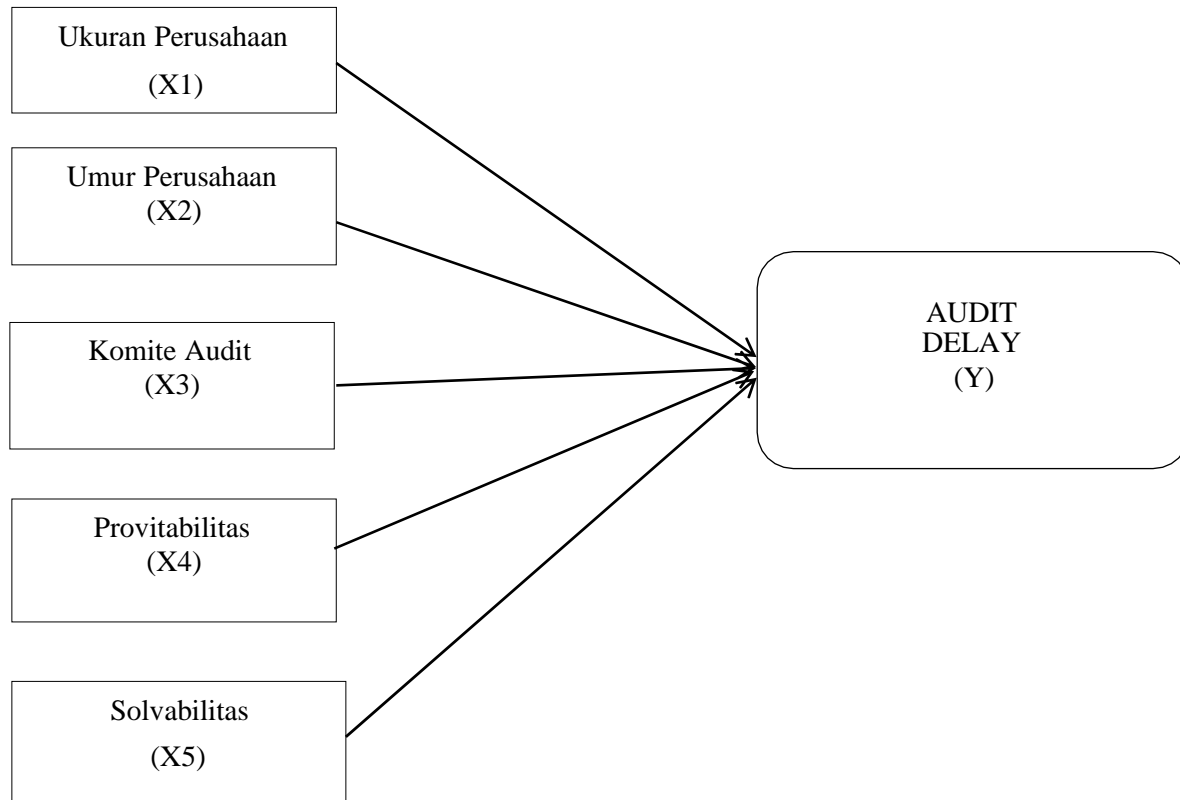 Ukuran Perusahaan
(X1)
Umur Perusahaan
(X2)
Komite Audit
(X3)
Provitabilitas
(X4)
Solvabilitas
(X5)
AUDIT
DELAY
(Y)